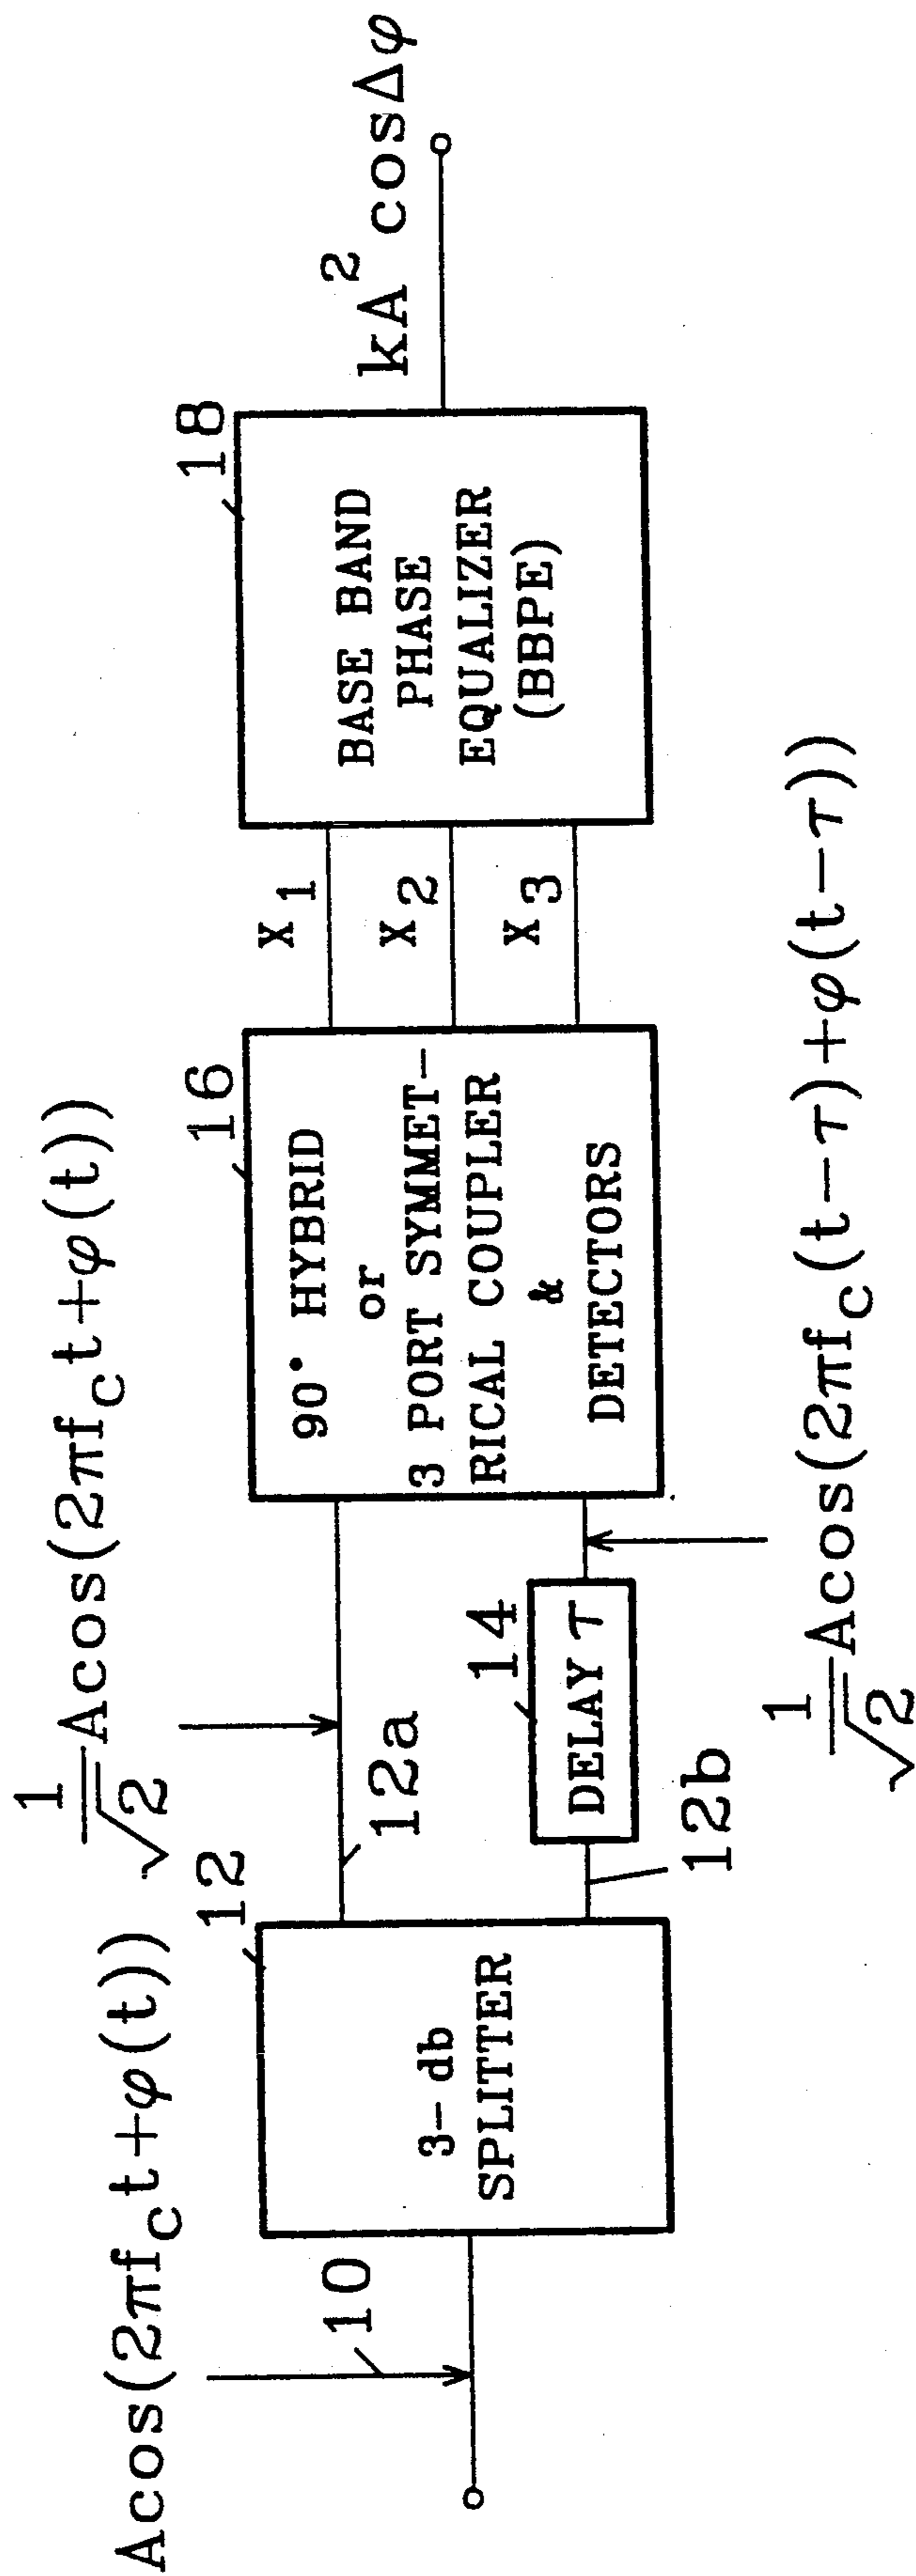 Acos(2πf_c t+φ(t))
10
12
3-db
SPLITTER
1/√2 Acos(2πf_c t+φ(t))
12a
12b
14
DELAY τ
1/√2 Acos(2πf_c(t-τ)+φ(t-τ))
16
90° HYBRID
or
3 PORT SYMMET-
RICAL COUPLER
&
DETECTORS
X₁
X₂
X₃
18
BASE BAND
PHASE
EQUALIZER
(BBPE)
kA² cosΔφ